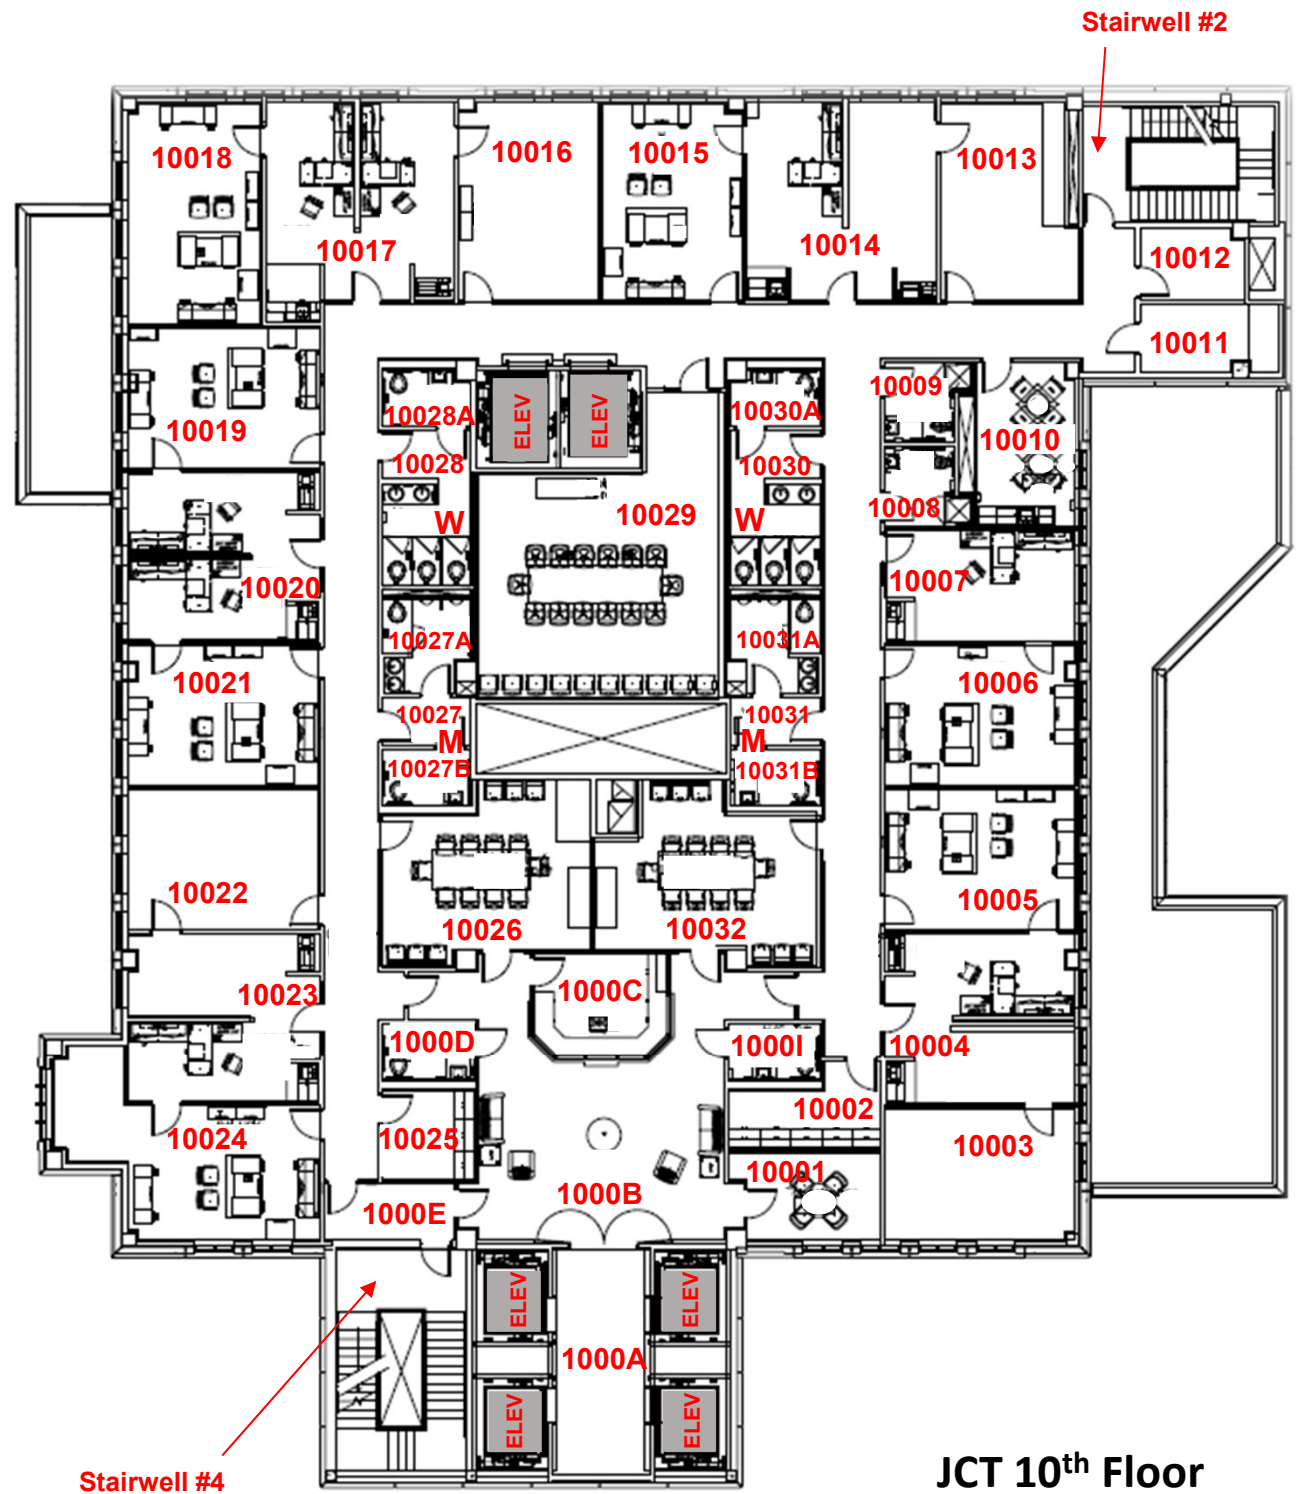 Stairwell #2
10018
10016
10015
10013
10017
10014
10012
10011
10019
10028A
ELEV
ELEV
10030A
10009
10010
10028
10030
W
10029
W
10008
10020
10007
10027A
10031A
10021
10006
10027
10031
M
M
10027B
10031B
10022
10005
10026
10032
10023
1000C
1000D
1000I
10004
10024
10025
10002
10003
10001
1000E
1000B
ELEV
ELEV
1000A
ELEV
ELEV
Stairwell #4
JCT 10th Floor